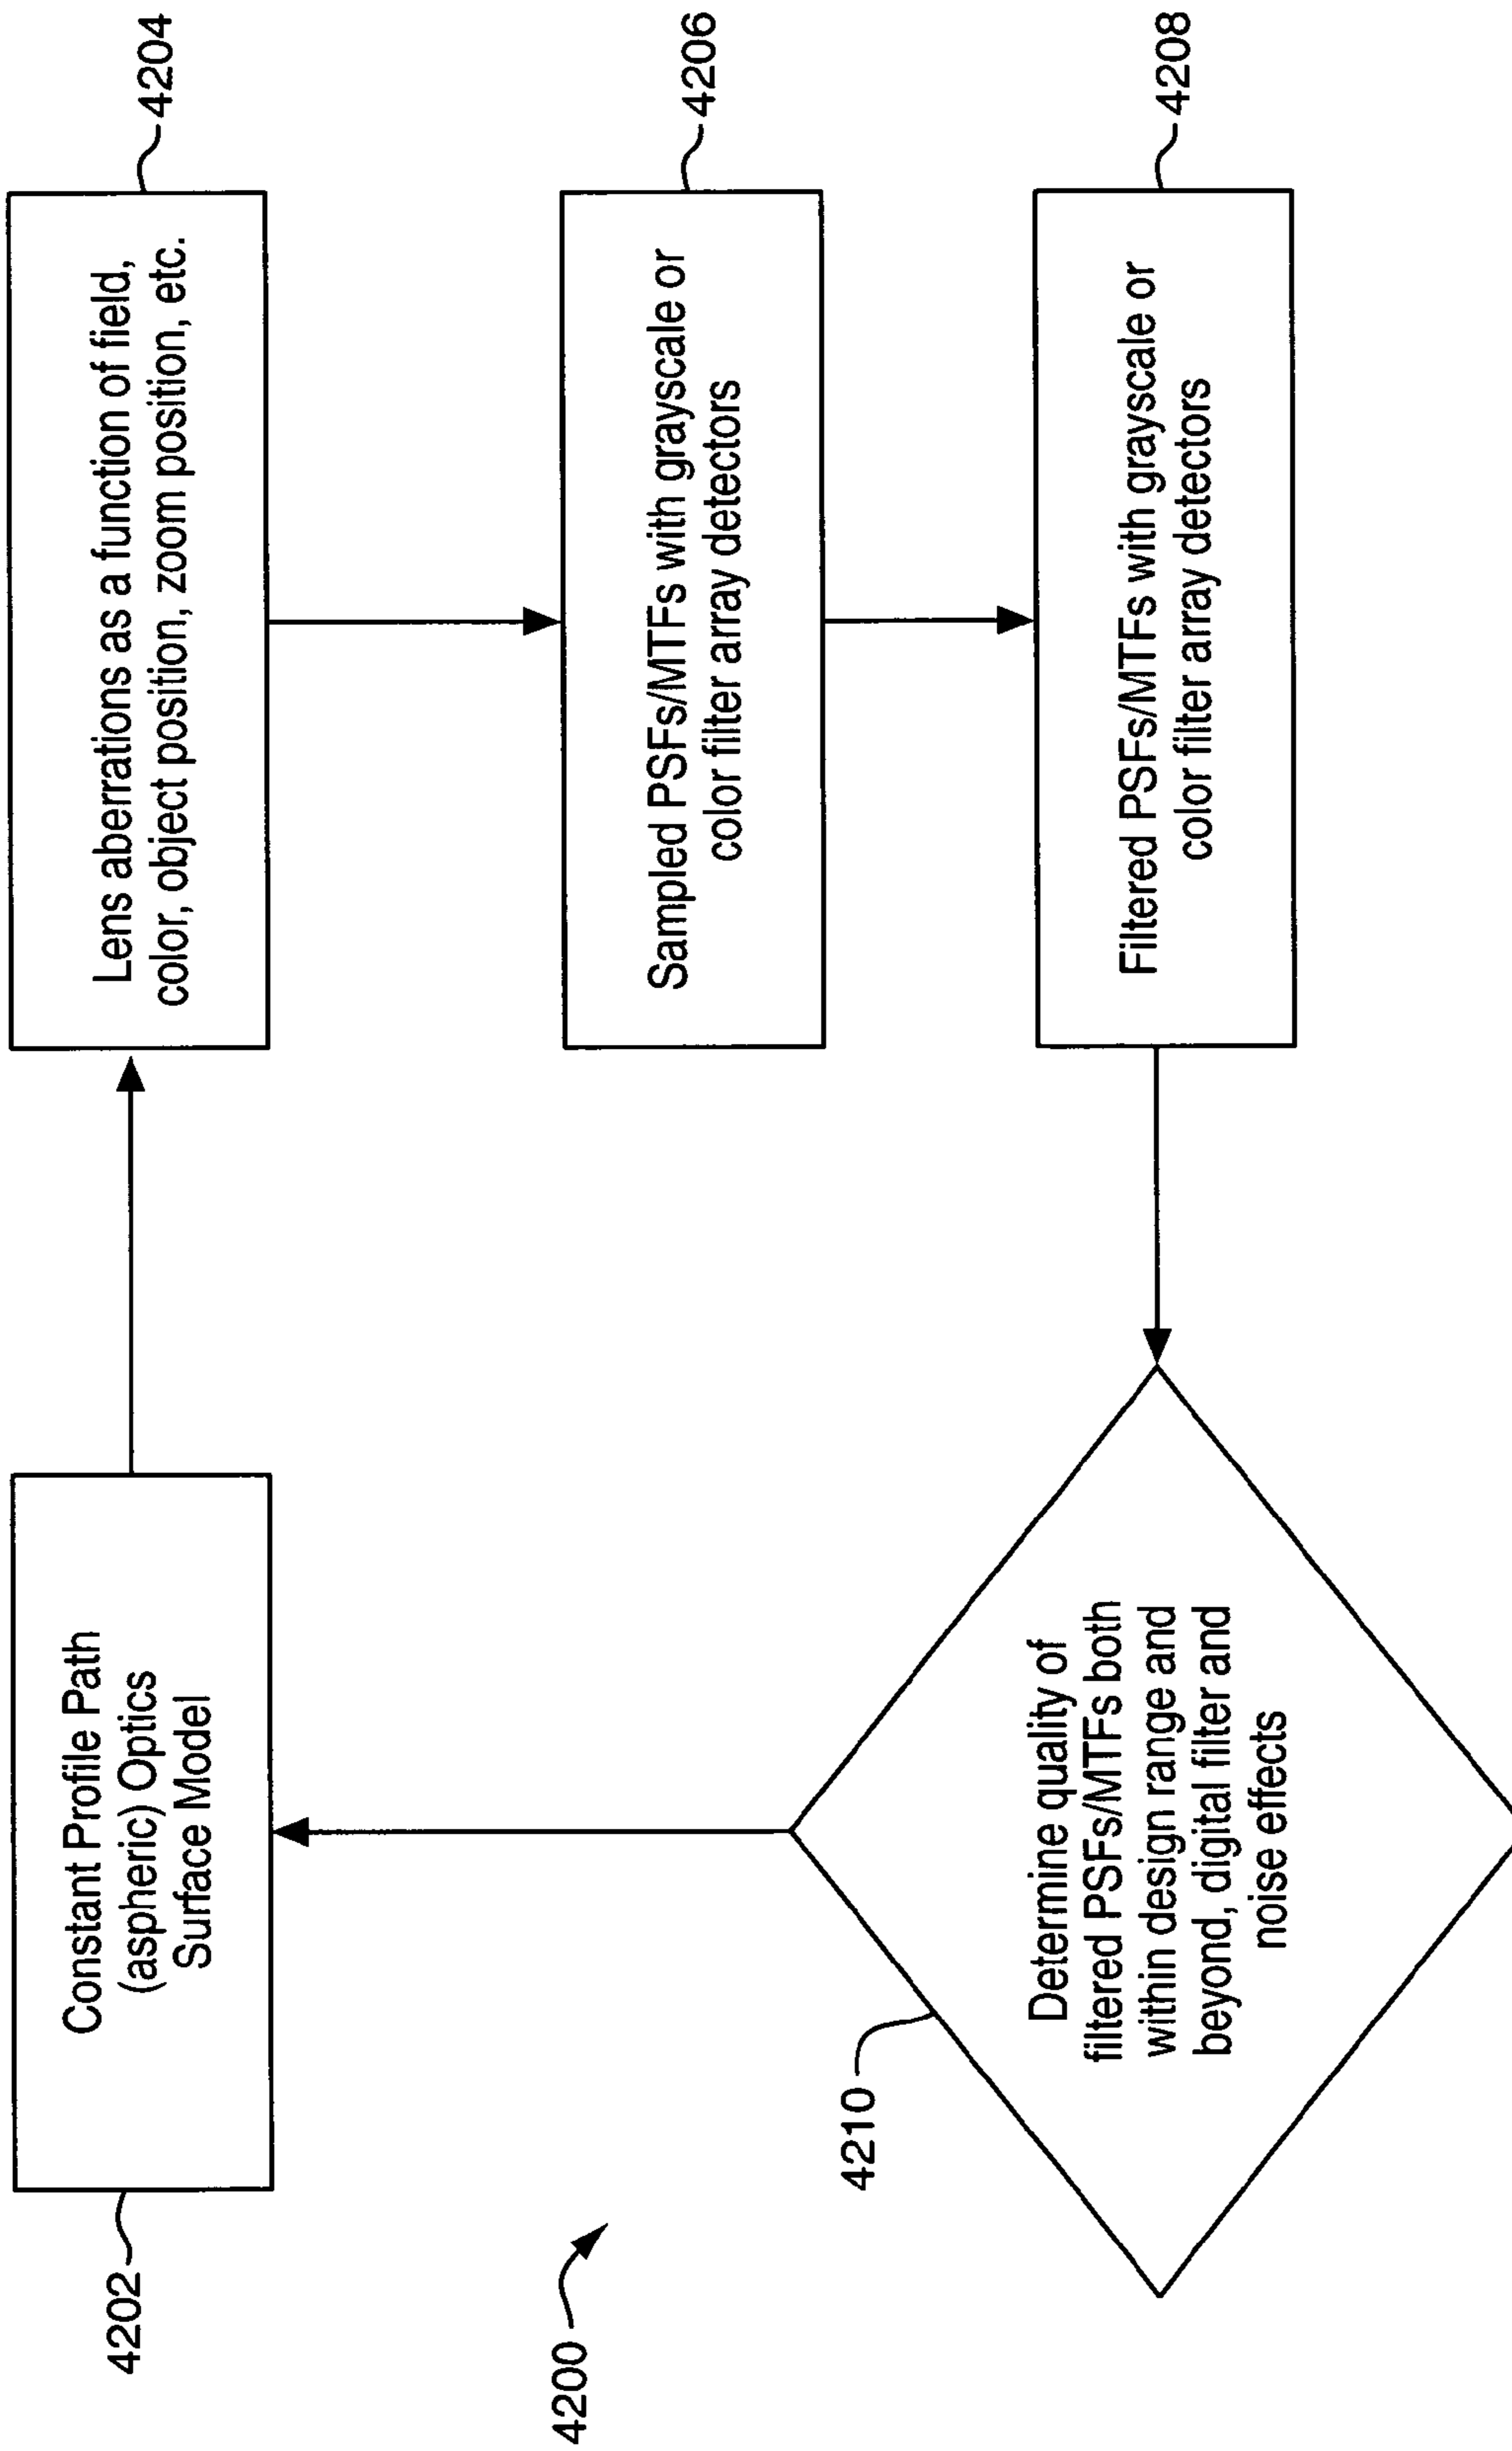 4202
Constant Profile Path
(aspheric) Optics
Surface Model
Lens aberrations as a function of field,
color, object position, zoom position, etc.
4204
Sampled PSFs/MTFs with grayscale or
color filter array detectors
4206
Filtered PSFs/MTFs with grayscale or
color filter array detectors
4208
4210
Determine quality of
filtered PSFs/MTFs both
within design range and
beyond, digital filter and
noise effects
4200